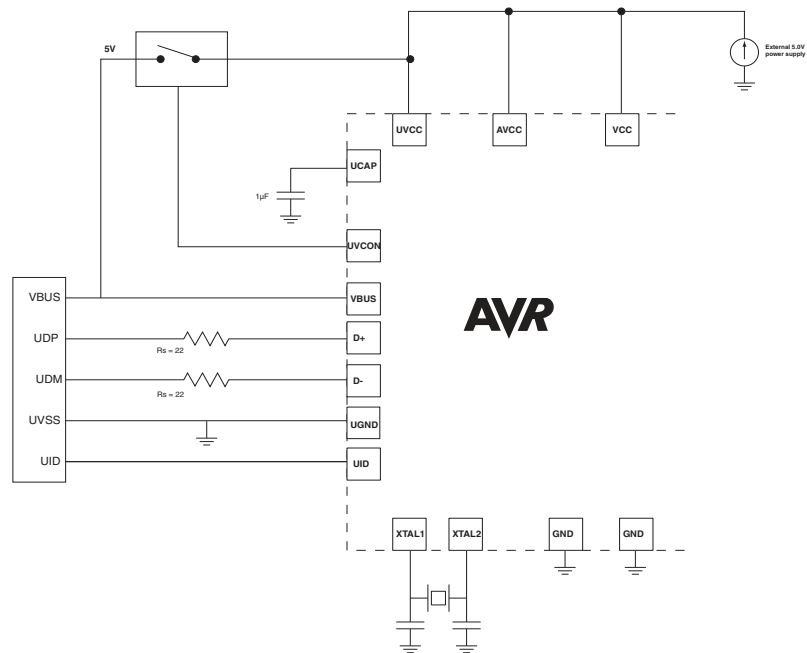 5V
External 5.0V
power supply
UVCC
AVCC
VCC
UCAP
1µF
UVCON
VBUS
VBUS
UDP
Rs = 22
D+
UDM
Rs = 22
D-
UVSS
UGND
UID
UID
AVR
XTAL1
XTAL2
GND
GND